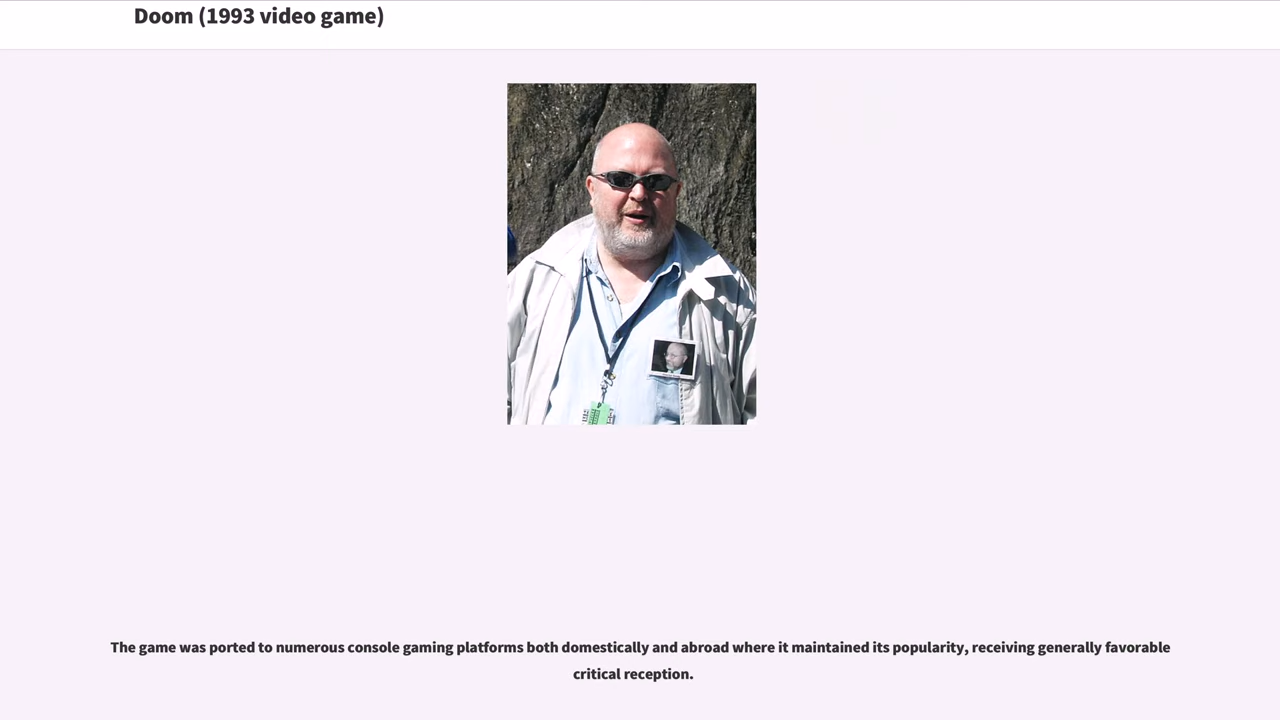 Doom (1993 video game)
The game was ported to numerous console gaming platforms both domestically and abroad where it maintained its popularity, receiving generally favorable
critical reception.